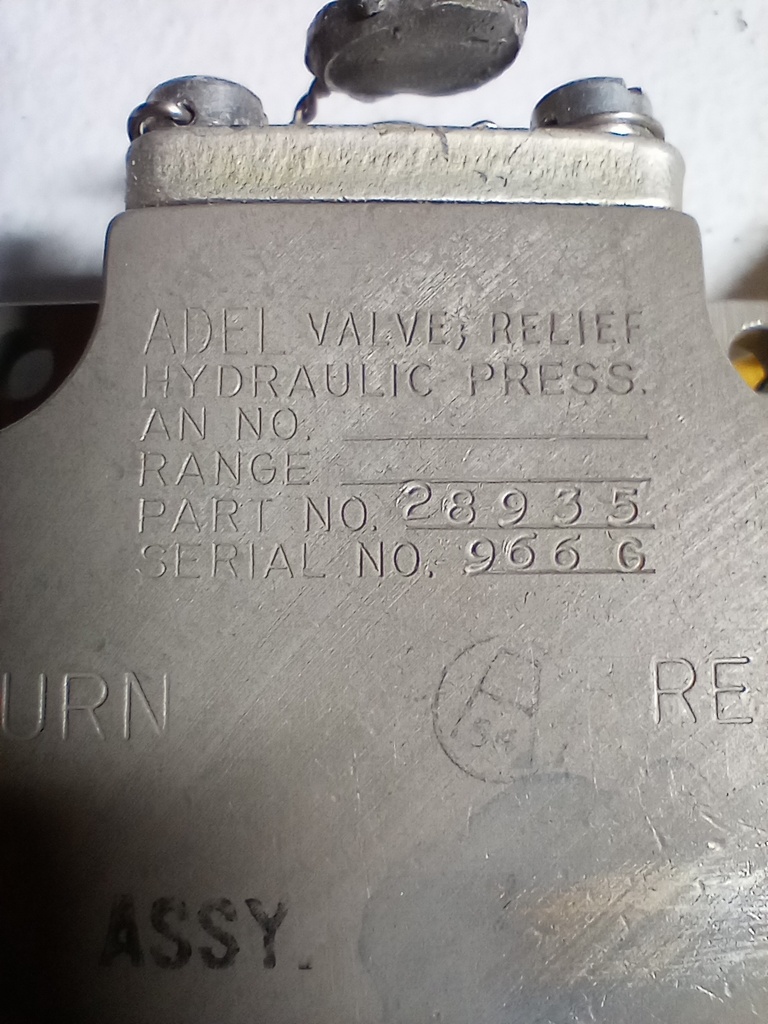 ADEL VALVE, RELIEF
HYDRAULIC PRESS.
AN NO.
RANGE
PART NO. 28935
SERIAL NO. 966 G
URN
RE
ASSY.